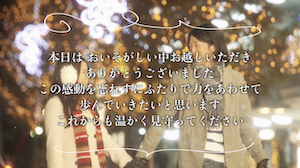 本日は おいそがしい中お越しいただき
ありがとうございました
この感動を忘れずにふたりで力をあわせて
歩んでいきたいと思います
これからも温かく見守ってください